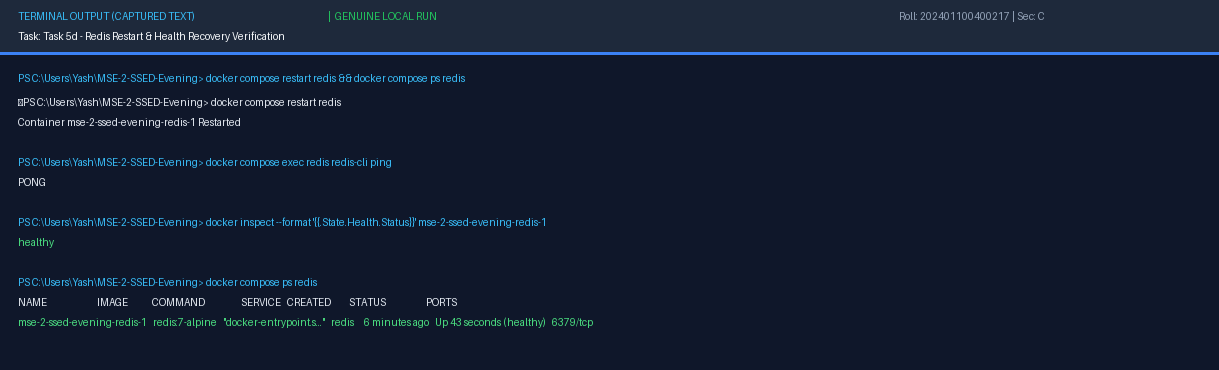 TERMINAL OUTPUT (CAPTURED TEXT) | GENUINE LOCAL RUN Roll: 202401100400217 | Sec: C
Task: Task 5d - Redis Restart & Health Recovery Verification
PS C:\Users\Yash\MSE-2-SSED-Evening> docker compose restart redis && docker compose ps redis
PS C:\Users\Yash\MSE-2-SSED-Evening> docker compose restart redis
Container mse-2-ssed-evening-redis-1 Restarted
PS C:\Users\Yash\MSE-2-SSED-Evening> docker compose exec redis redis-cli ping
PONG
PS C:\Users\Yash\MSE-2-SSED-Evening> docker inspect --format '{{.State.Health.Status}}' mse-2-ssed-evening-redis-1
healthy
PS C:\Users\Yash\MSE-2-SSED-Evening> docker compose ps redis
NAME IMAGE COMMAND SERVICE CREATED STATUS PORTS
mse-2-ssed-evening-redis-1 redis:7-alpine "docker-entrypoint.s…" redis 6 minutes ago Up 43 seconds (healthy) 6379/tcp